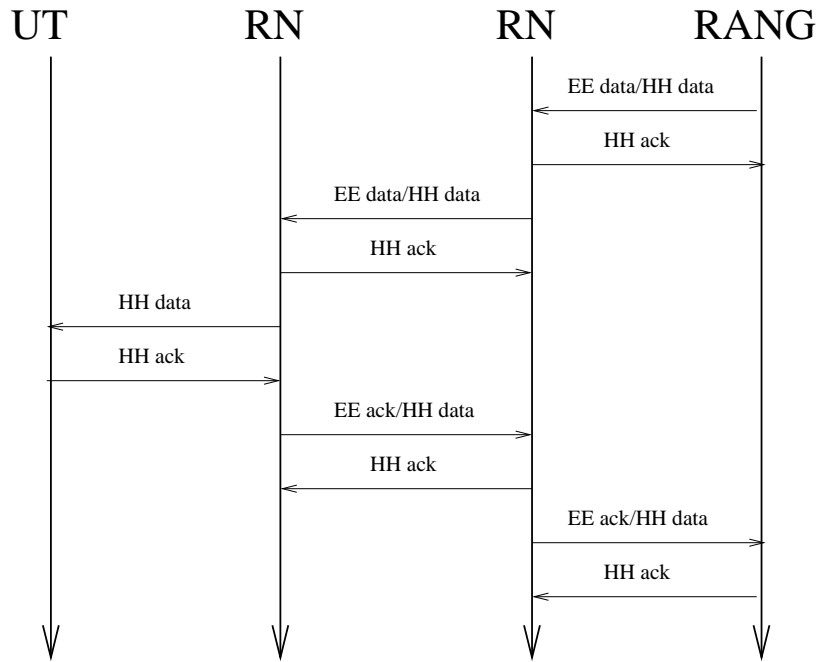 UT RN RN RANG
EE data/HH data
HH ack
EE data/HH data
HH ack
HH data
HH ack
EE ack/HH data
HH ack
EE ack/HH data
HH ack